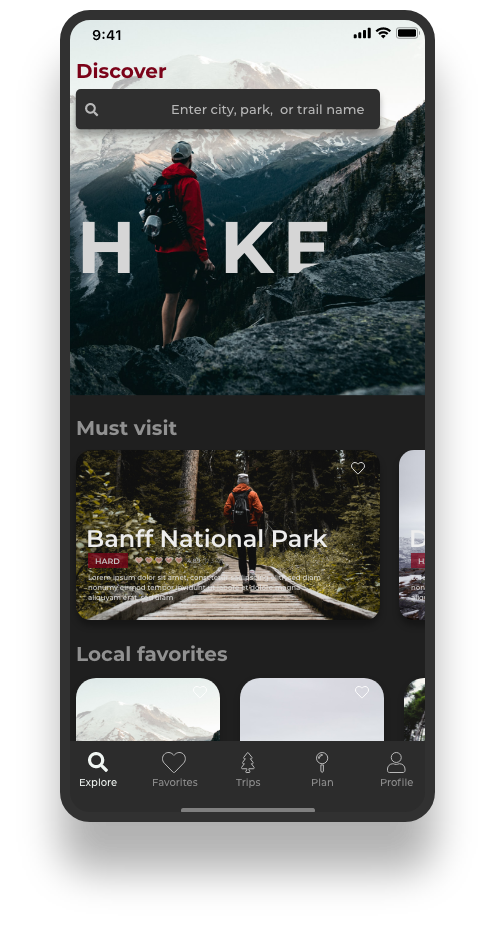 9:41
Discover
Enter city, park, or trail name
H KE
Must visit
Banff National Park
HARD
Lorem ipsum dolor sit amet, sed diam
nonummy eirmod tempor invidunt ut labore et dolore magna
aliquyam erat, sed diam
Local favorites
Explore Favorites Trips Plan Profile